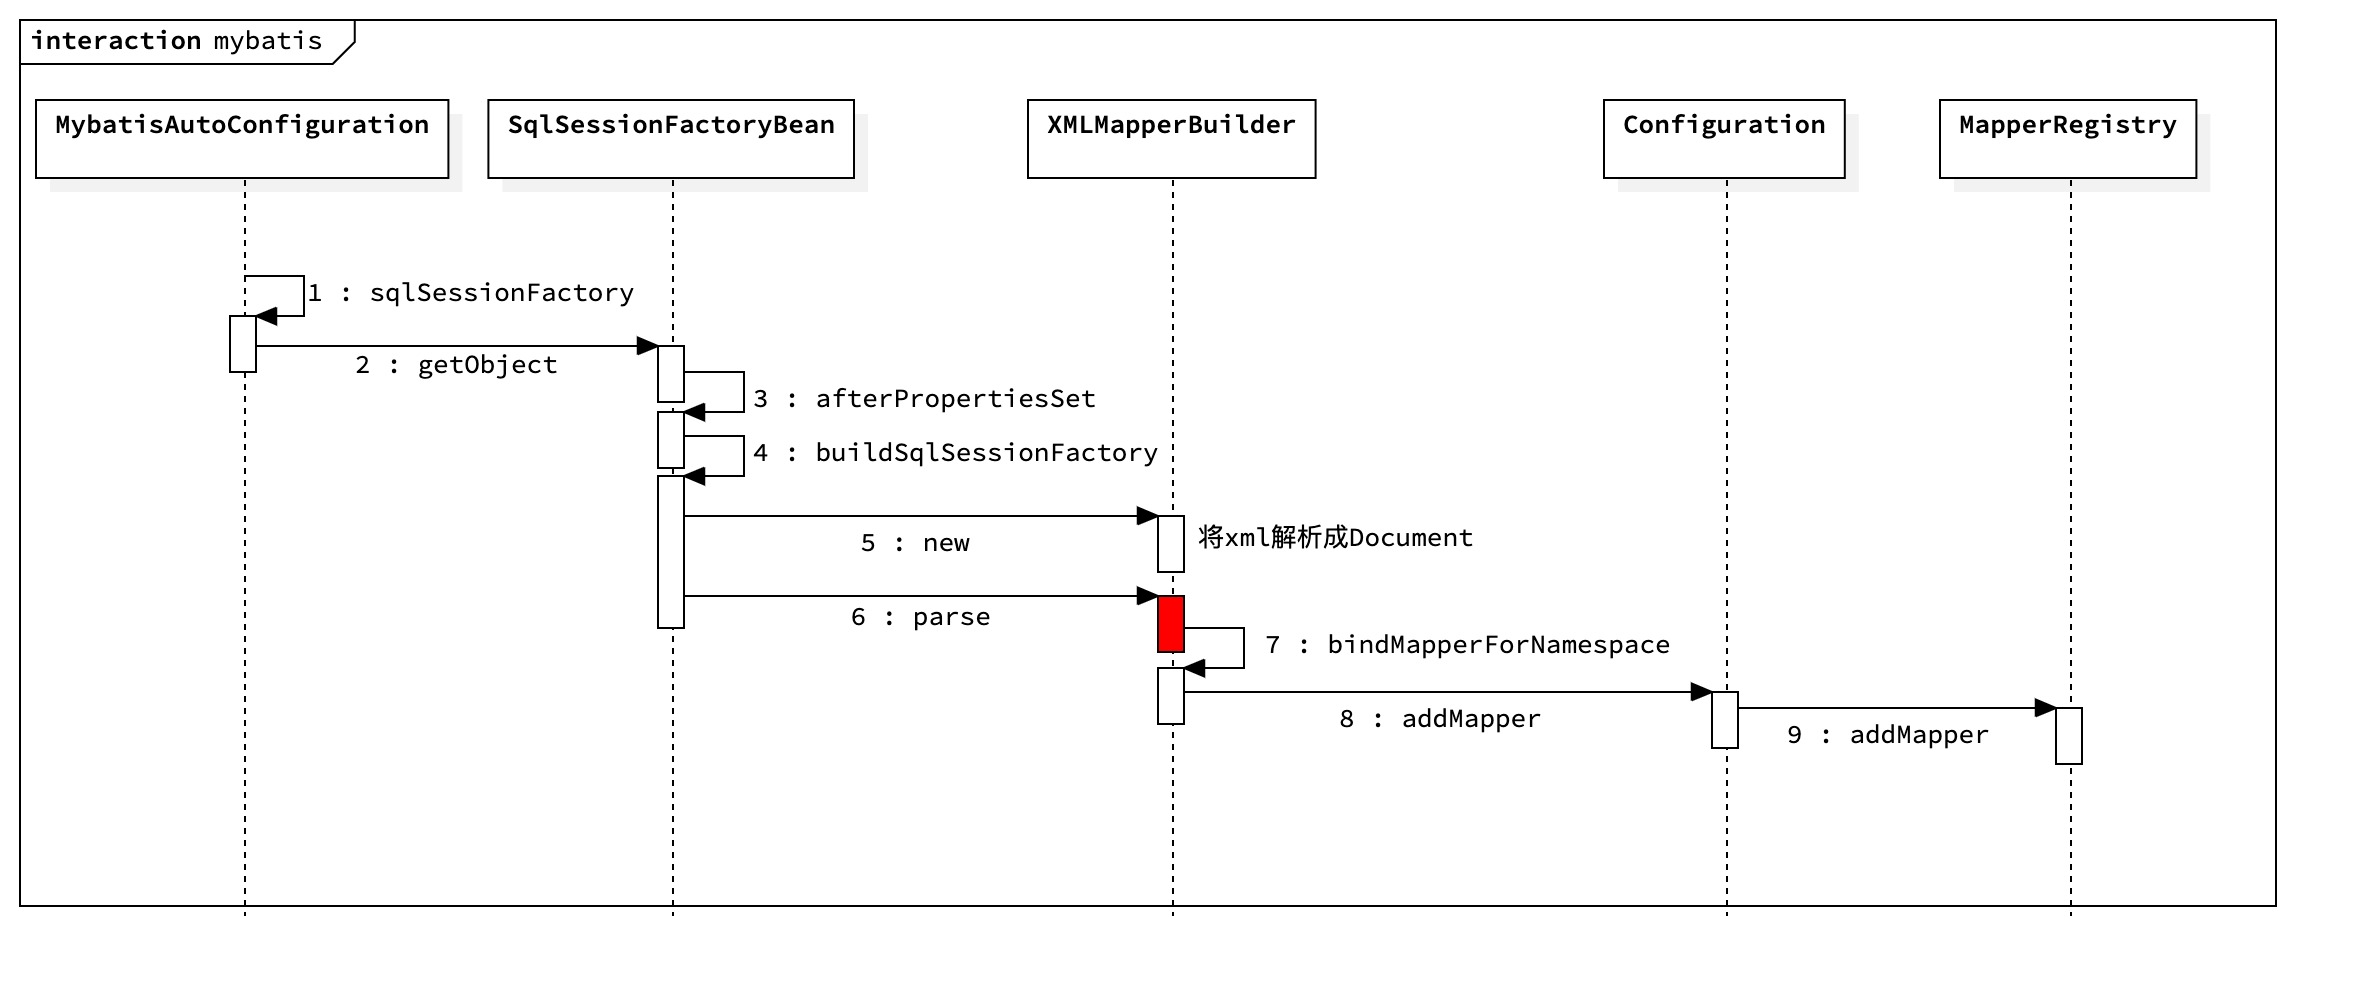 interaction mybatis
MybatisAutoConfiguration
SqlSessionFactoryBean
XMLMapperBuilder
Configuration
MapperRegistry
1 : sqlSessionFactory
2 : getObject
3 : afterPropertiesSet
4 : buildSqlSessionFactory
5 : new
将xml解析成Document
6 : parse
7 : bindMapperForNamespace
8 : addMapper
9 : addMapper